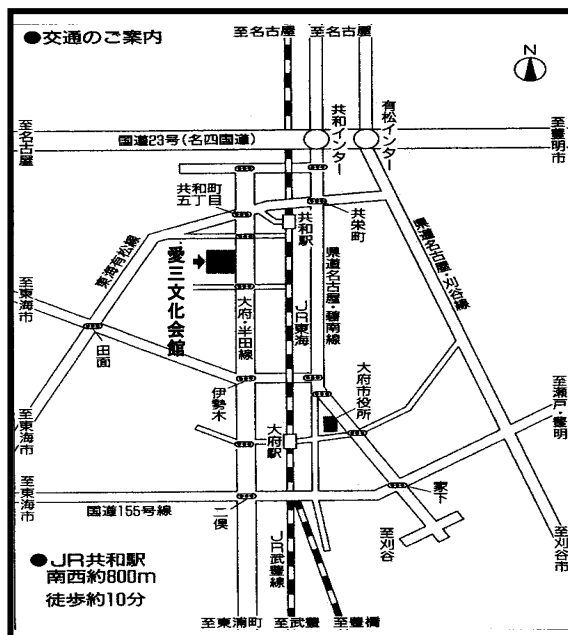 ●交通のご案内
至名古屋
至名古屋
N
至名古屋
国道23号(名四国道)
共和インター
有松インター
至豊明市
共和町
五丁目
共和駅
共栄町
東海有松線
愛三文化会館
大府・半田線
JR東海
県道名古屋・碧南線
県道名古屋・刈谷線
至東海市
田面
伊勢木
大府市役所
至東海市
大府駅
至瀬戸・豊明
至東海市
国道155号線
二俣
家下
至刈谷
至刈谷市
JR武豊線
●JR共和駅
南西約800m
徒歩約10分
至東浦町
至武豊
至豊橋